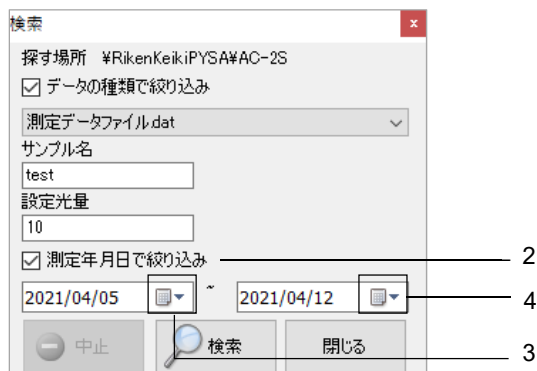 検索
x
探す場所 ¥RikenKeikiPYSA¥AC-2S
データの種類で絞り込み
測定データファイル.dat
サンプル名
test
設定光量
10
測定年月日で絞り込み
2
2021/04/05 ~ 2021/04/12
4
中止 検索 閉じる
3